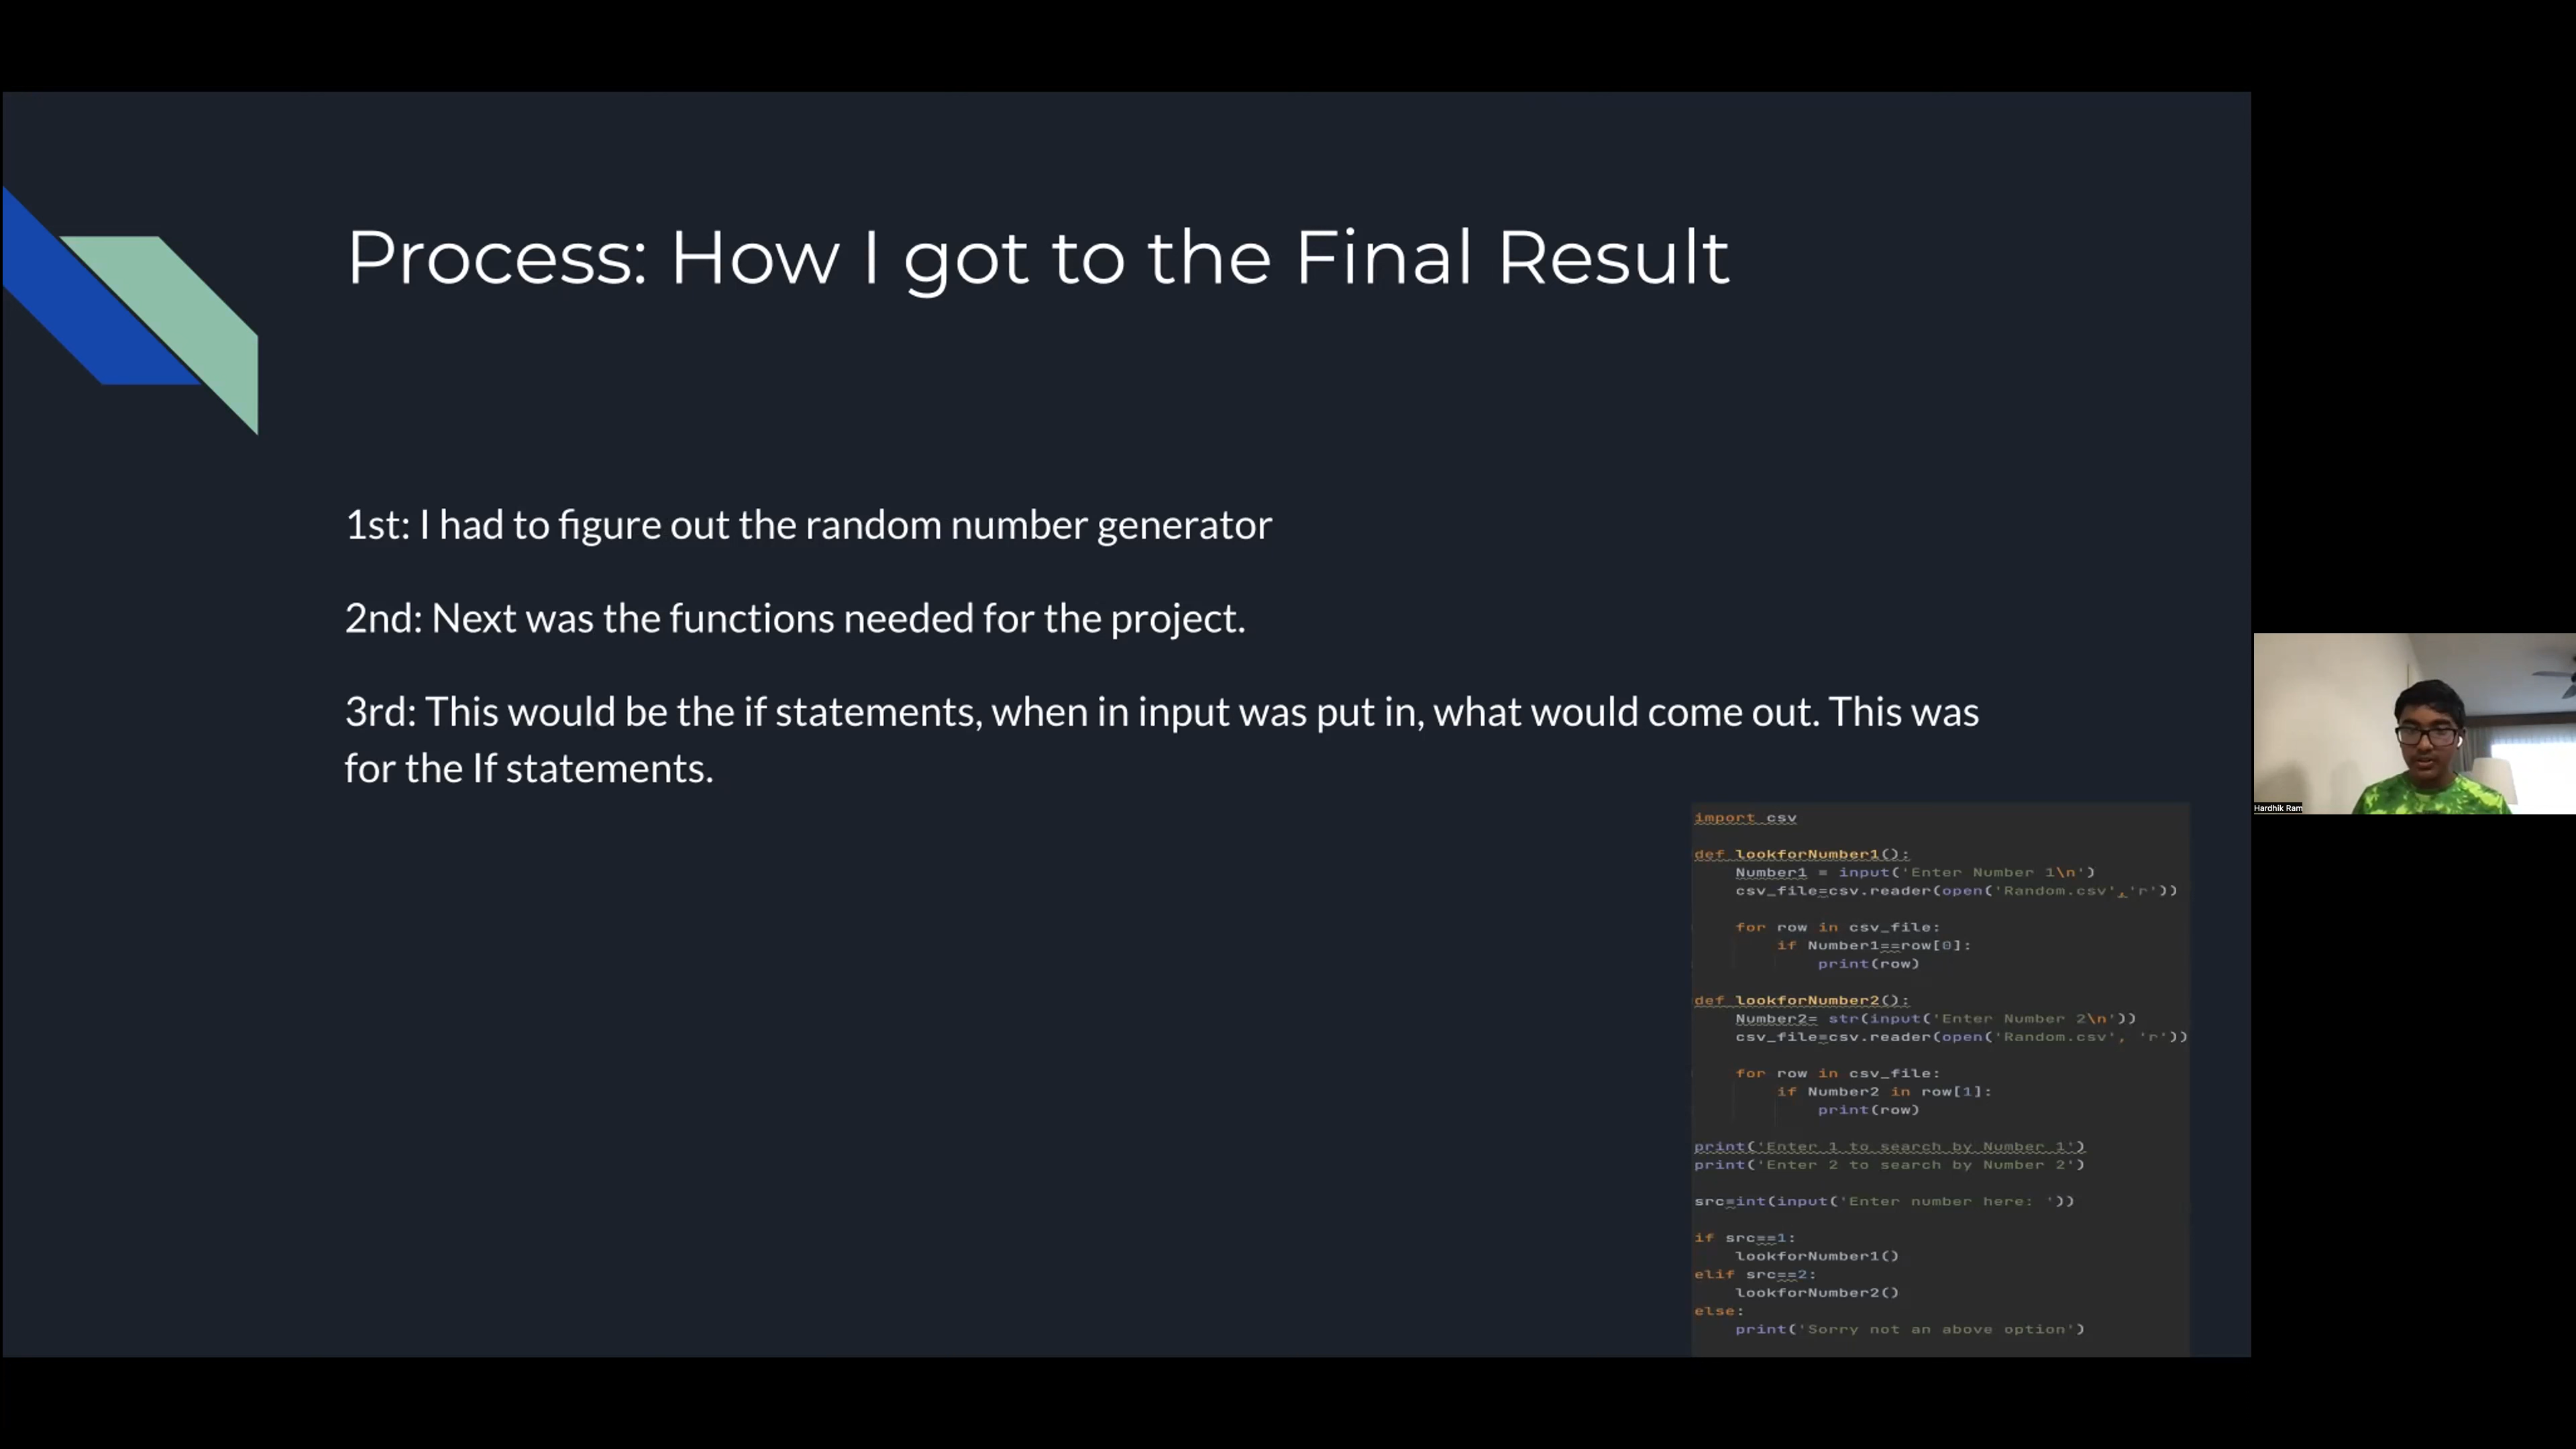 Process: How I got to the Final Result
1st: I had to figure out the random number generator
2nd: Next was the functions needed for the project.
3rd: This would be the if statements, when in input was put in, what would come out. This was
for the If statements.
import csv
def lookforNumber1():
    Number1 = input('Enter Number 1\n')
    csv_file=csv.reader(open('Random.csv','r'))
    for row in csv_file:
        if Number1==row[0]:
            print(row)
def lookforNumber2():
    Number2= str(input('Enter Number 2\n'))
    csv_file=csv.reader(open('Random.csv', 'r'))
    for row in csv_file:
        if Number2 in row[1]:
            print(row)
print('Enter 1 to search by Number 1')
print('Enter 2 to search by Number 2')
src=int(input('Enter number here: '))
if src==1:
    lookforNumber1()
elif src==2:
    lookforNumber2()
else:
    print('Sorry not an above option')
Hardhik Ram